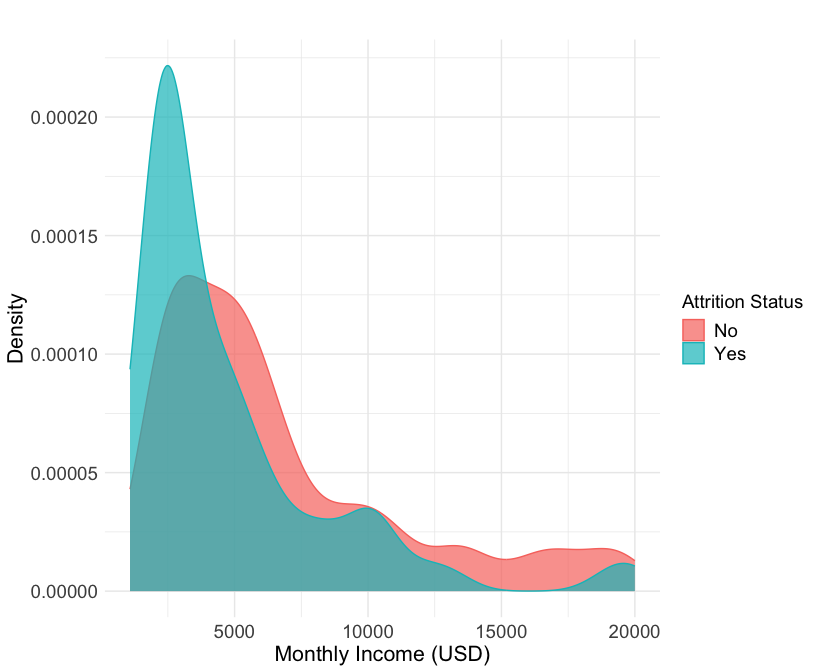 0.00020
0.00015
0.00010
0.00005
0.00000
Density
5000 10000 15000 20000
Monthly Income (USD)
Attrition Status
No
Yes